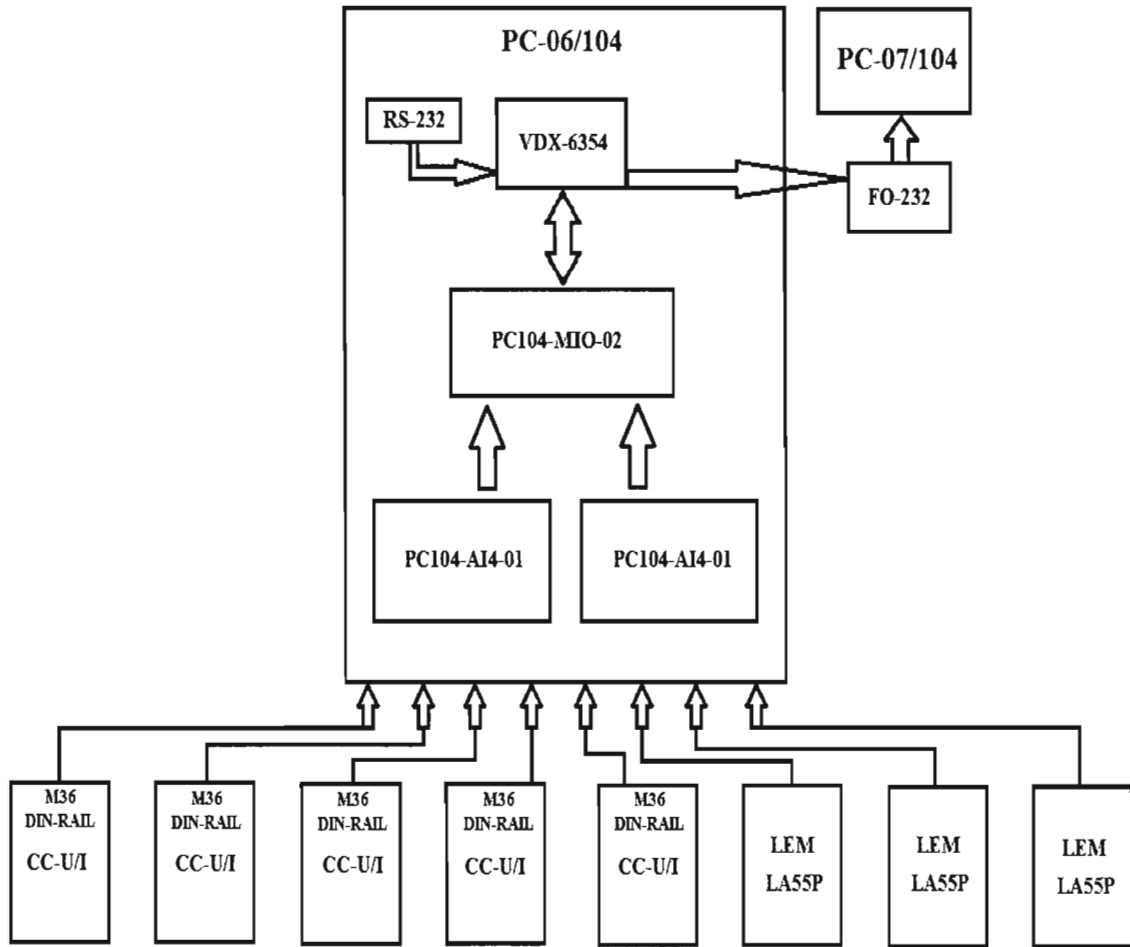 PC-06/104
PC-07/104
RS-232
VDX-6354
FO-232
PC104-MIO-02
PC104-AI4-01
PC104-AI4-01
M36
DIN-RAIL
CC-U/I
M36
DIN-RAIL
CC-U/I
M36
DIN-RAIL
CC-U/I
M36
DIN-RAIL
CC-U/I
M36
DIN-RAIL
CC-U/I
LEM
LA55P
LEM
LA55P
LEM
LA55P